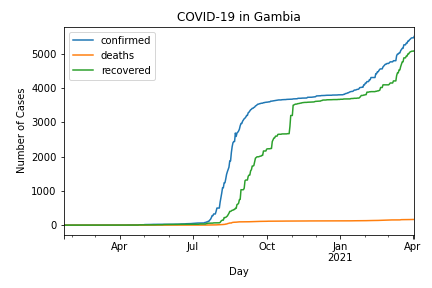 COVID-19 in Gambia
confirmed
deaths
recovered
Number of Cases
5000
4000
3000
2000
1000
0
Apr
Jul
Oct
Jan
2021
Apr
Day